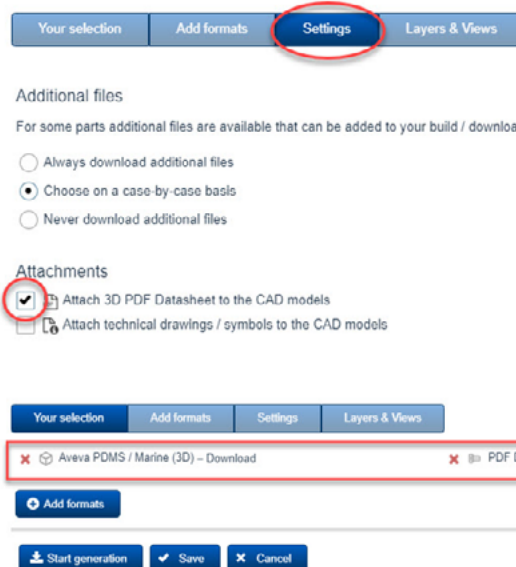 Your selection Add formats Settings Layers & Views
Additional files
For some parts additional files are available that can be added to your build / downloa
Always download additional files
Choose on a case-by-case basis
Never download additional files
Attachments
Attach 3D PDF Datasheet to the CAD models
Attach technical drawings / symbols to the CAD models
Your selection Add formats Settings Layers & Views
Aveva PDMS / Marine (3D) – Download PDF D
Add formats
Start generation Save Cancel